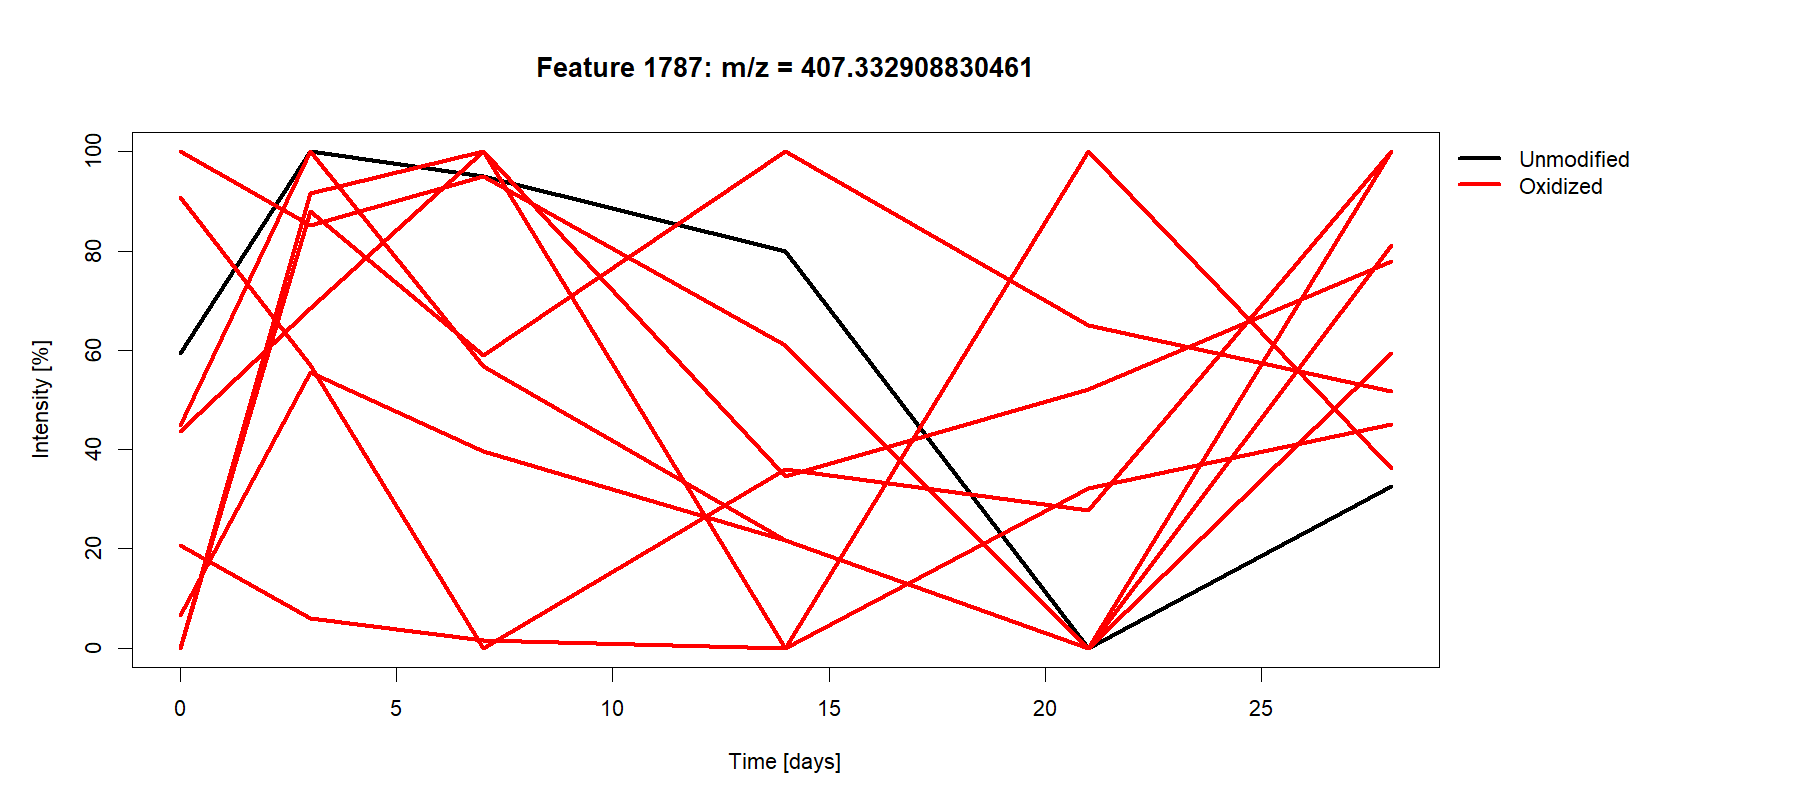 Feature 1787: m/z = 407.332908830461
Unmodified
Oxidized
Intensity [%]
100
80
60
40
20
0
0 5 10 15 20 25
Time [days]